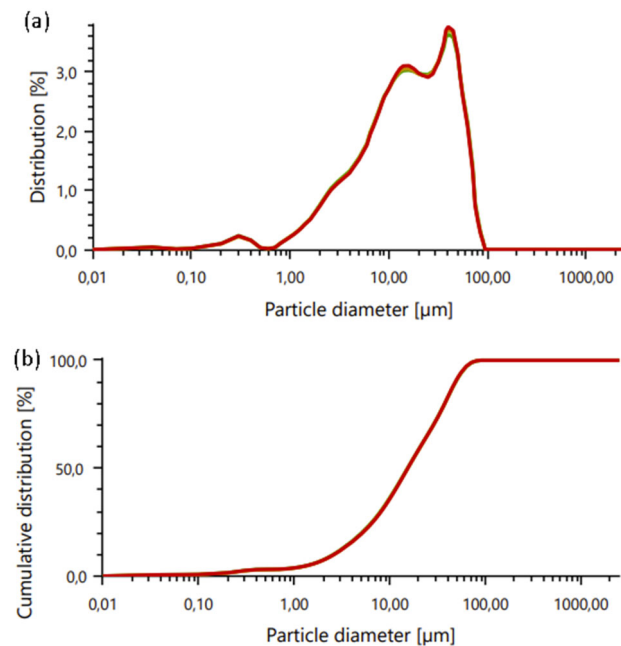 (a)
Distribution [%]
3,0
2,0
1,0
0,0
0,01 0,10 1,00 10,00 100,00 1000,00
Particle diameter [µm]
(b)
Cumulative distribution [%]
100,0
50,0
0,0
0,01 0,10 1,00 10,00 100,00 1000,00
Particle diameter [µm]